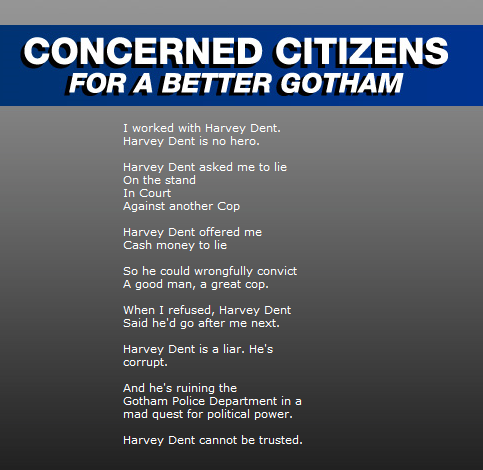 CONCERNED CITIZENS
FOR A BETTER GOTHAM
I worked with Harvey Dent.
Harvey Dent is no hero.
Harvey Dent asked me to lie
On the stand
In Court
Against another Cop
Harvey Dent offered me
Cash money to lie
So he could wrongfully convict
A good man, a great cop.
When I refused, Harvey Dent
Said he'd go after me next.
Harvey Dent is a liar. He's
corrupt.
And he's ruining the
Gotham Police Department in a
mad quest for political power.
Harvey Dent cannot be trusted.